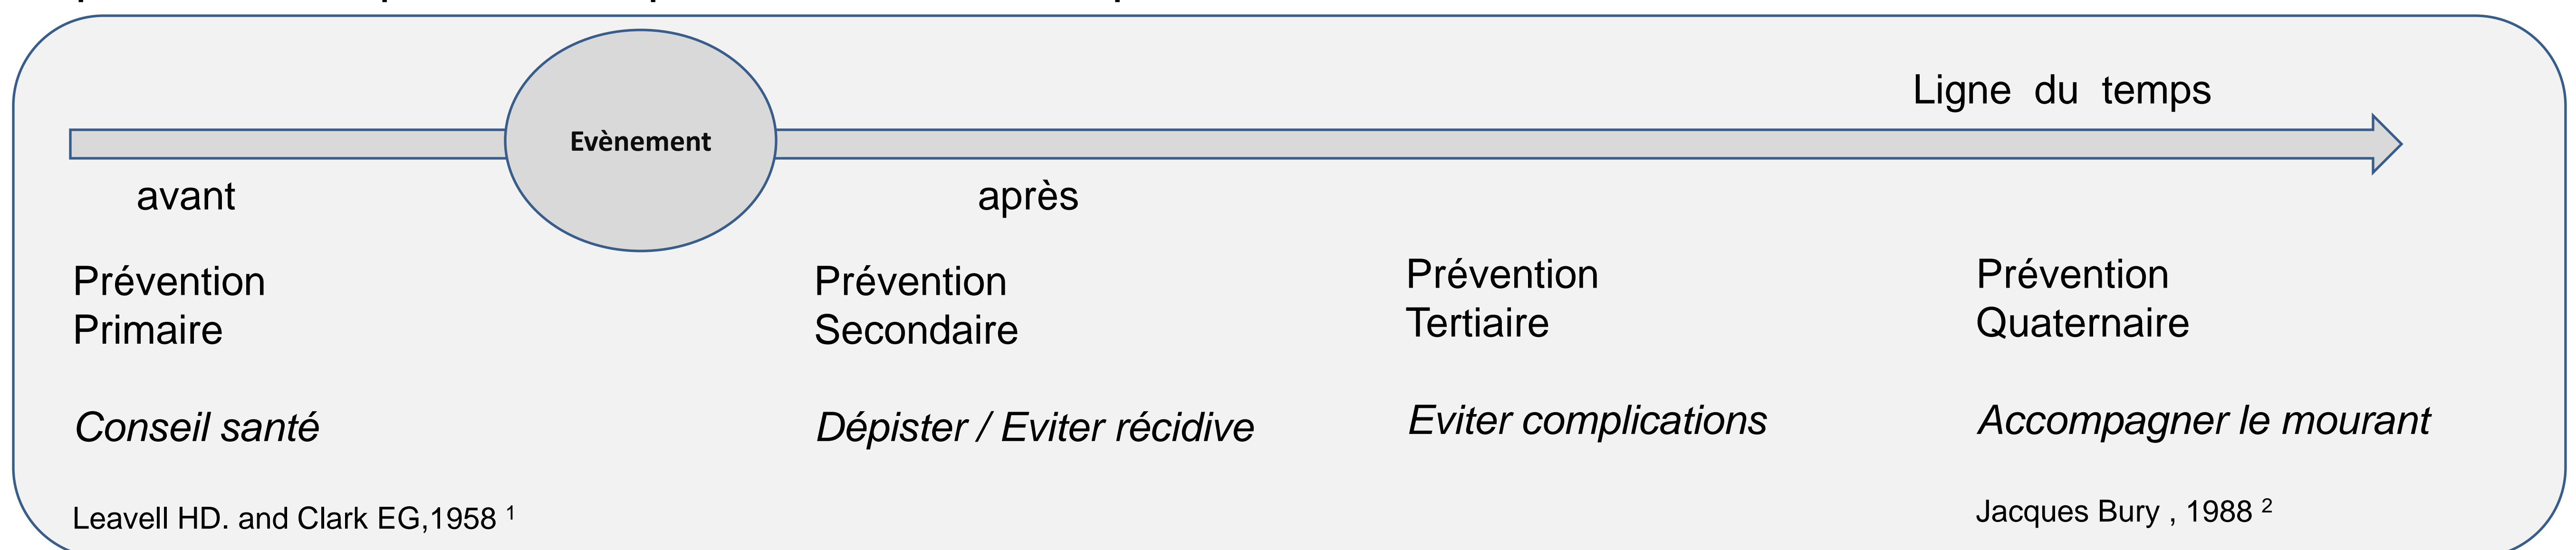 Ligne du temps
Evènement
avant
après
Prévention
Primaire
Conseil santé
Leavell HD. and Clark EG,1958 ¹
Prévention
Secondaire
Dépister / Eviter récidive
Prévention
Tertiaire
Eviter complications
Prévention
Quaternaire
Accompagner le mourant
Jacques Bury , 1988 ²